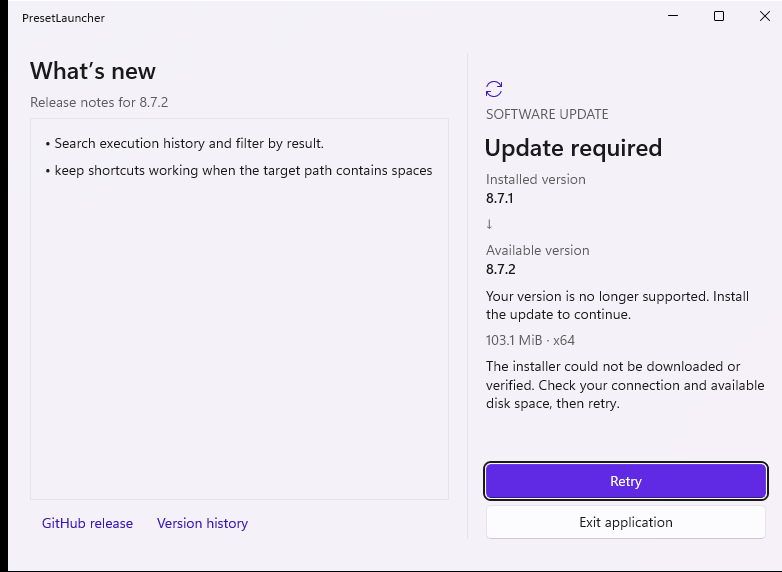 PresetLauncher
What’s new
Release notes for 8.7.2
• Search execution history and filter by result.
• keep shortcuts working when the target path contains spaces
GitHub release
Version history
SOFTWARE UPDATE
Update required
Installed version
8.7.1
↓
Available version
8.7.2
Your version is no longer supported. Install
the update to continue.
103.1 MiB · x64
The installer could not be downloaded or
verified. Check your connection and available
disk space, then retry.
Retry
Exit application